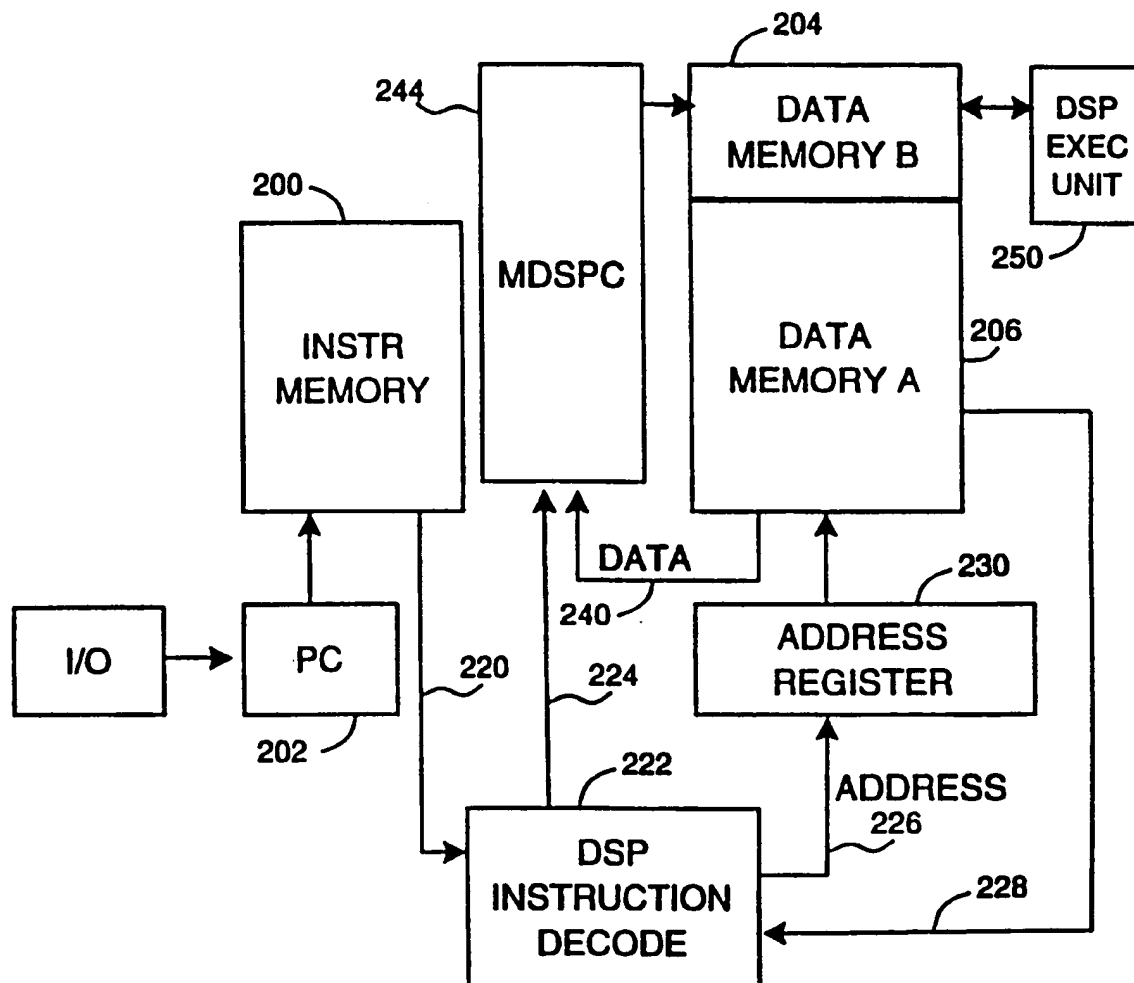 204
244
DATA
MEMORY B
DSP
EXEC
UNIT
200
250
MDSPC
INSTR
MEMORY
DATA
MEMORY A
206
DATA
240
230
I/O
PC
220
224
ADDRESS
REGISTER
202
222
ADDRESS
226
DSP
INSTRUCTION
DECODE
228